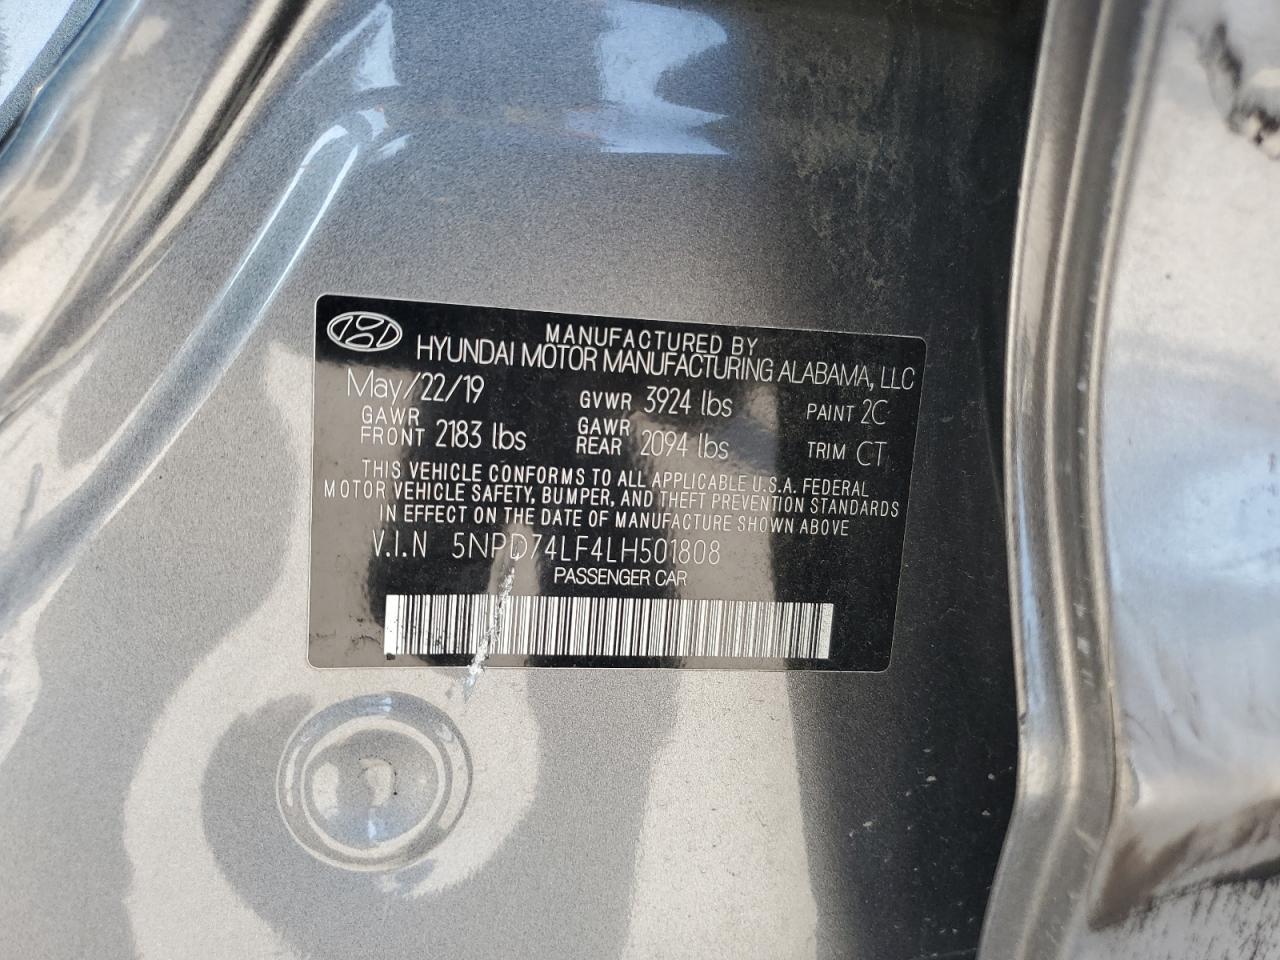 MANUFACTURED BY
HYUNDAI MOTOR MANUFACTURING ALABAMA, LLC
May/22/19 GVWR 3924 lbs PAINT 2C
GAWR FRONT 2183 lbs GAWR REAR 2094 lbs TRIM CT
THIS VEHICLE CONFORMS TO ALL APPLICABLE U.S.A. FEDERAL
MOTOR VEHICLE SAFETY, BUMPER, AND THEFT PREVENTION STANDARDS
IN EFFECT ON THE DATE OF MANUFACTURE SHOWN ABOVE
V.I.N 5NPD74LF4LH501808
PASSENGER CAR